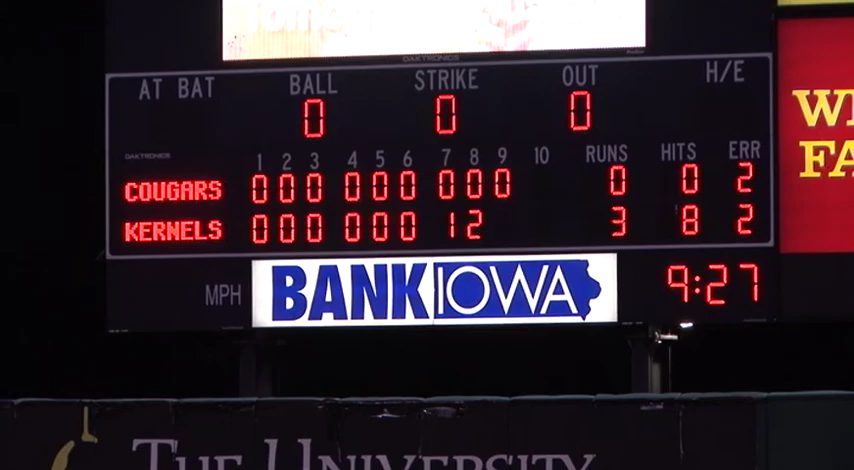 DAKTRONICS
AT BAT BALL STRIKE OUT H/E
0 0 0
DAKTRONICS 1 2 3 4 5 6 7 8 9 10 RUNS HITS ERR
COUGARS 0 0 0 0 0 0 0 0 0 0 0 2
KERNELS 0 0 0 0 0 0 1 2 3 8 2
MPH BANK IOWA 9:27
THE UNIVERSITY